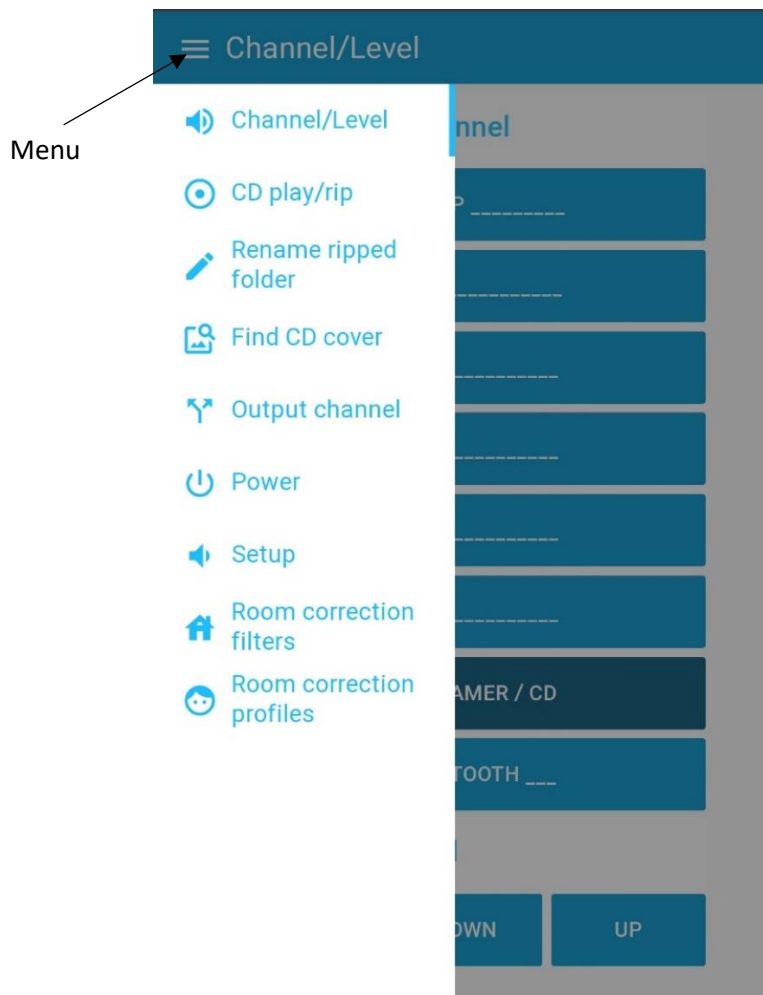 Channel/Level
Menu
Channel/Level
nnel
CD play/rip
P _________
Rename ripped
folder
Find CD cover
Output channel
Power
Setup
Room correction
filters
Room correction
profiles
AMER / CD
TOOTH ___
OWN
UP